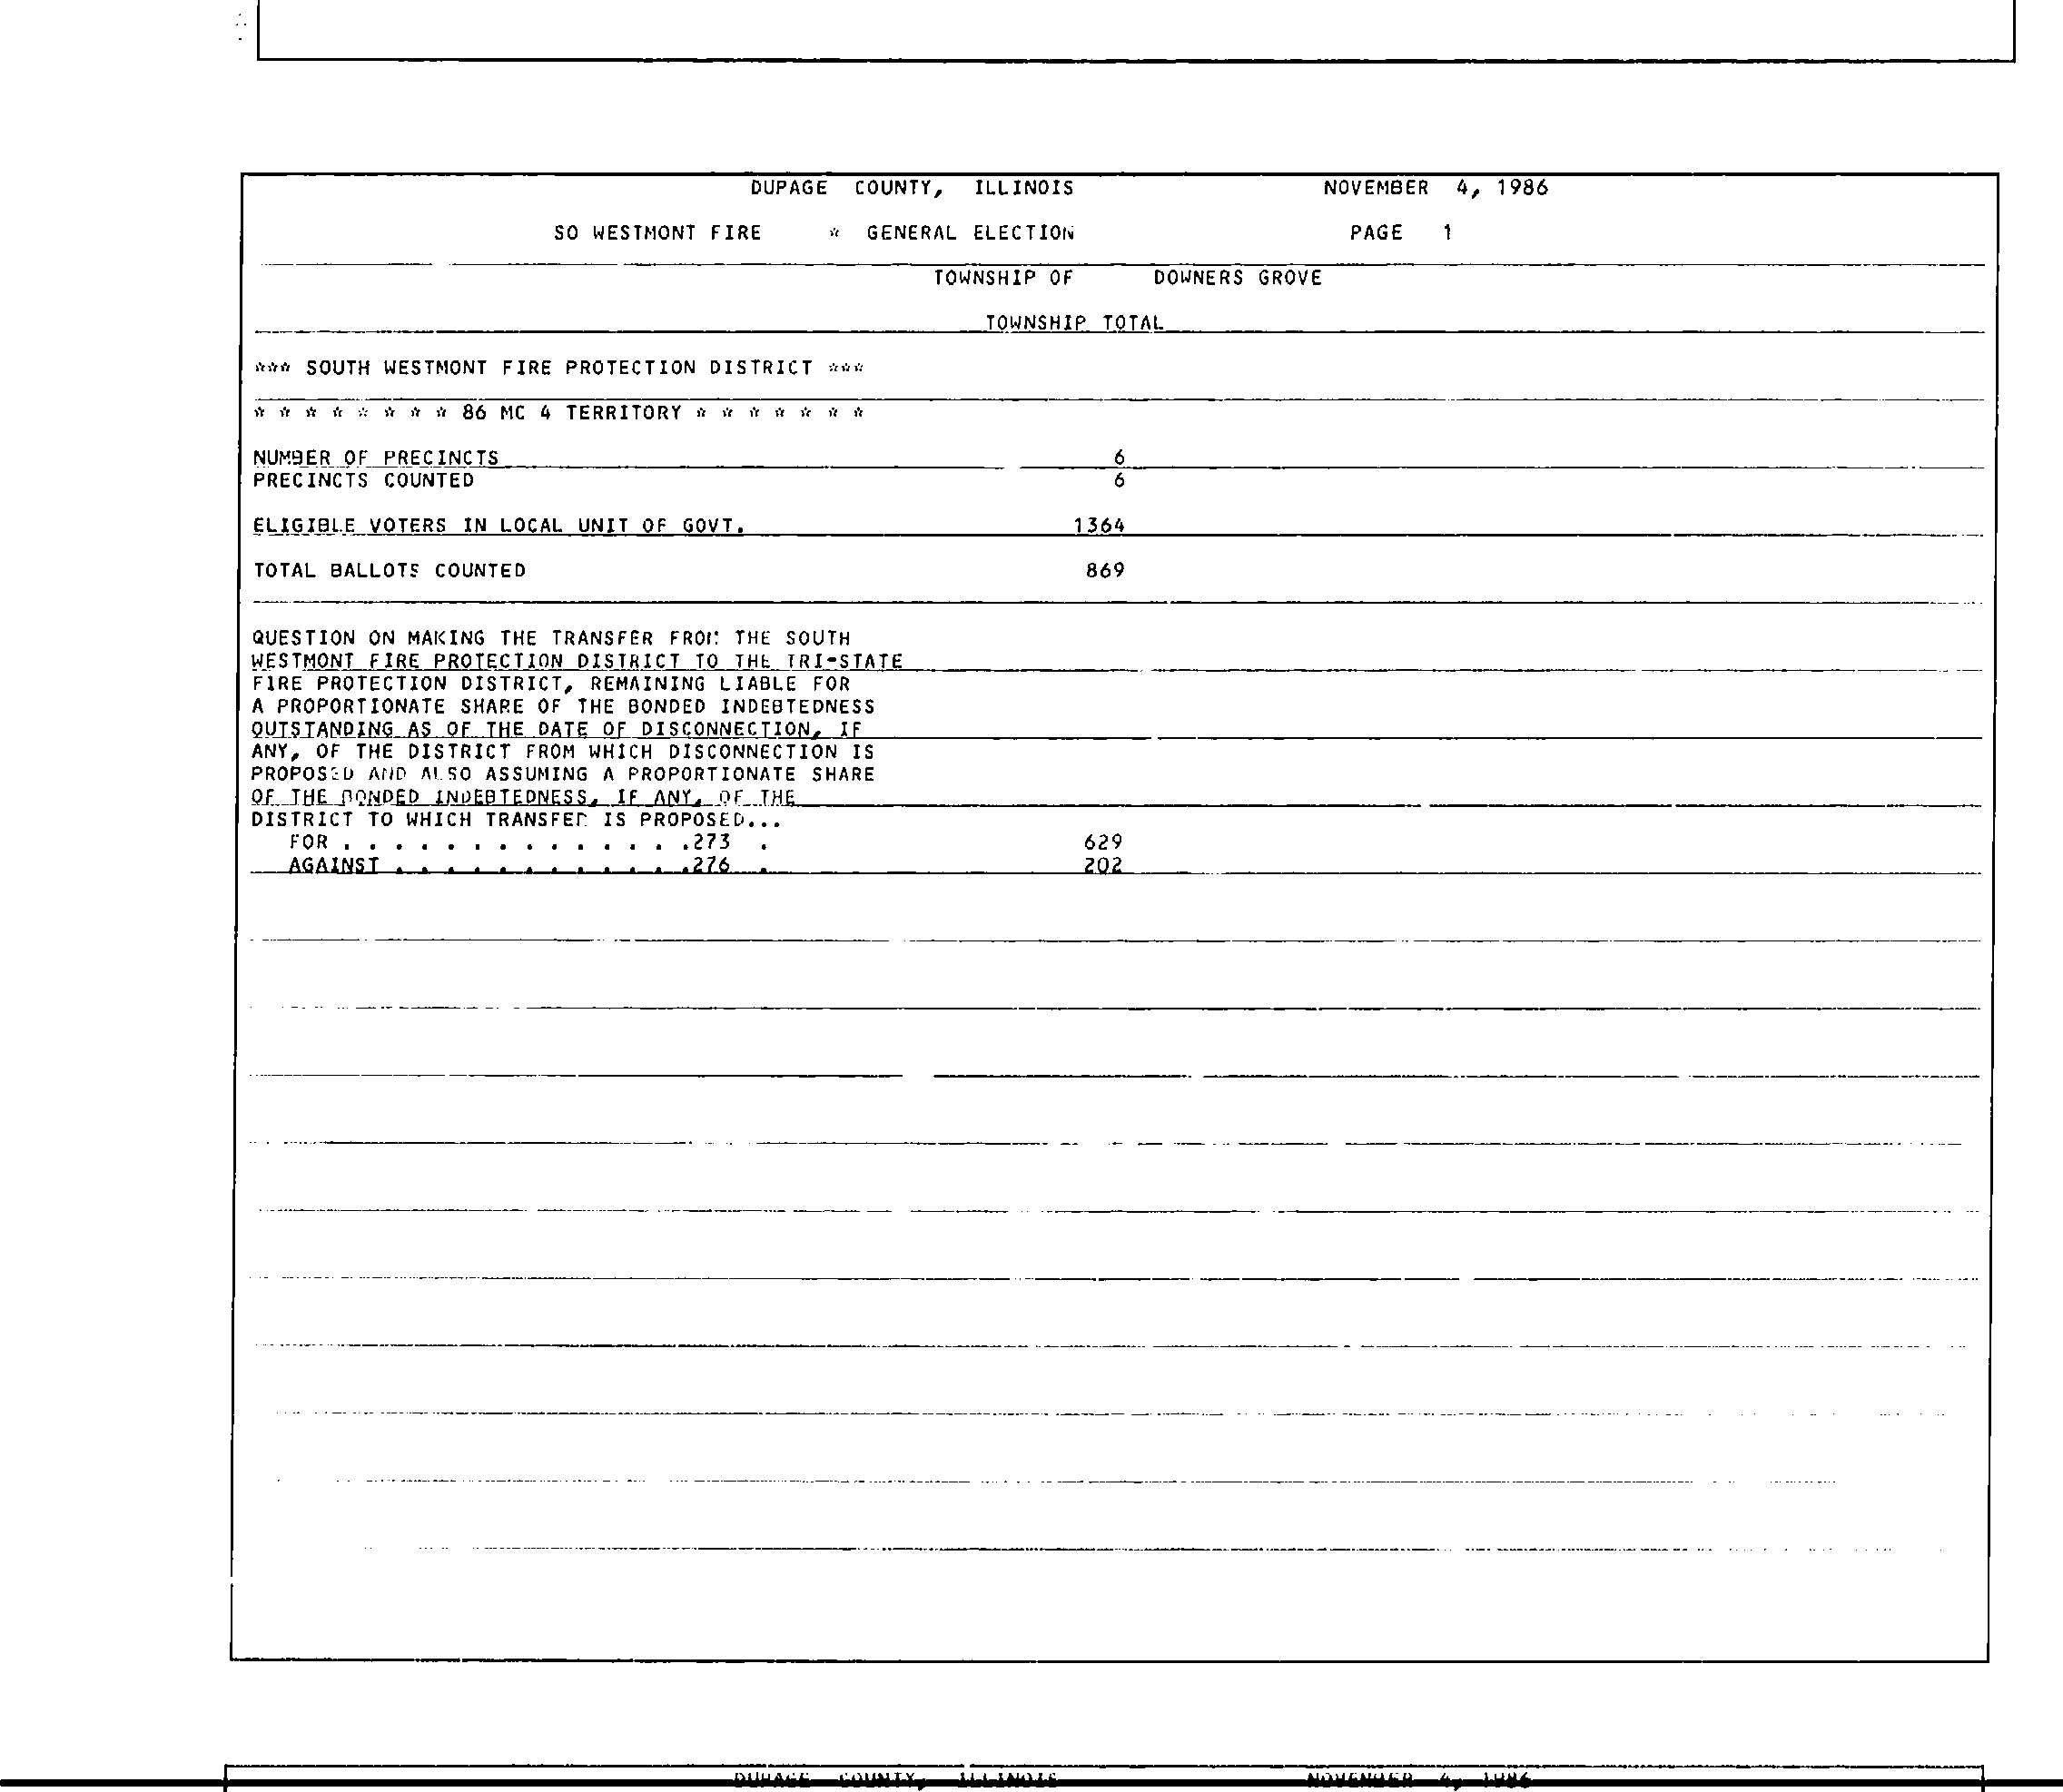 DUPAGE COUNTY, ILLINOIS NOVEMBER 4, 1986
SO WESTMONT FIRE * GENERAL ELECTION PAGE 1
TOWNSHIP OF DOWNERS GROVE
TOWNSHIP TOTAL
*** SOUTH WESTMONT FIRE PROTECTION DISTRICT ***
* * * * * * * * 86 MC 4 TERRITORY * * * * * * *
NUMBER OF PRECINCTS 6
PRECINCTS COUNTED 6
ELIGIBLE VOTERS IN LOCAL UNIT OF GOVT. 1364
TOTAL BALLOTS COUNTED 869
QUESTION ON MAKING THE TRANSFER FROM THE SOUTH
WESTMONT FIRE PROTECTION DISTRICT TO THE TRI-STATE
FIRE PROTECTION DISTRICT, REMAINING LIABLE FOR
A PROPORTIONATE SHARE OF THE BONDED INDEBTEDNESS
OUTSTANDING AS OF THE DATE OF DISCONNECTION, IF
ANY, OF THE DISTRICT FROM WHICH DISCONNECTION IS
PROPOSED AND ALSO ASSUMING A PROPORTIONATE SHARE
OF THE BONDED INDEBTEDNESS, IF ANY, OF THE
DISTRICT TO WHICH TRANSFER IS PROPOSED...
FOR . . . . . . . . . . . . . .273 . 629
AGAINST . . . . . . . . . . . .276 . 202
DUPAGE COUNTY, ILLINOIS NOVEMBER 4, 1986